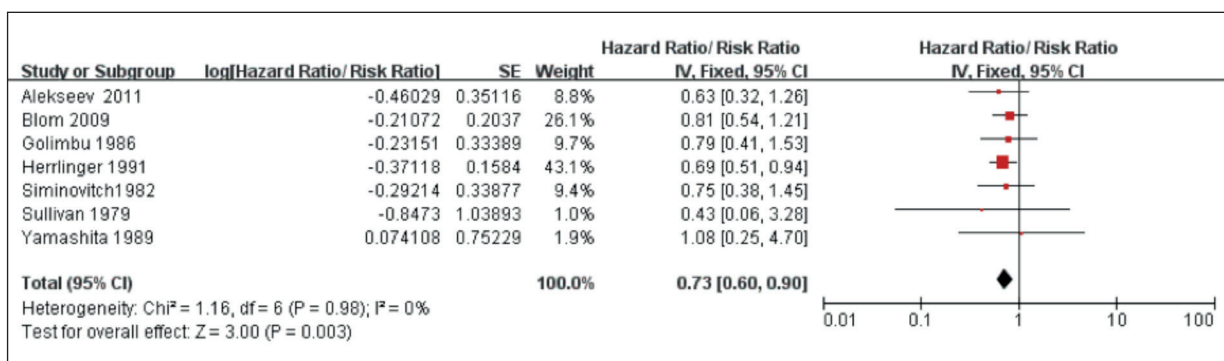 Hazard Ratio/Risk Ratio Hazard Ratio/Risk Ratio
Study or Subgroup log[Hazard Ratio/Risk Ratio] SE Weight IV, Fixed, 95% CI IV, Fixed, 95% CI
Alekseev 2011 -0.46029 0.35116 8.8% 0.63 [0.32, 1.26]
Blom 2009 -0.21072 0.2037 26.1% 0.81 [0.54, 1.21]
Golimbu 1986 -0.23151 0.33389 9.7% 0.79 [0.41, 1.53]
Herrlinger 1991 -0.37118 0.1584 43.1% 0.69 [0.51, 0.94]
Siminovitch1982 -0.29214 0.33877 9.4% 0.75 [0.38, 1.45]
Sullivan 1979 -0.8473 1.03893 1.0% 0.43 [0.06, 3.28]
Yamashita 1989 0.074108 0.75229 1.9% 1.08 [0.25, 4.70]
Total (95% CI) 100.0% 0.73 [0.60, 0.90]
Heterogeneity: Chi² = 1.16, df = 6 (P = 0.98); I² = 0%
Test for overall effect: Z = 3.00 (P = 0.003)
0.01 0.1 1 10 100